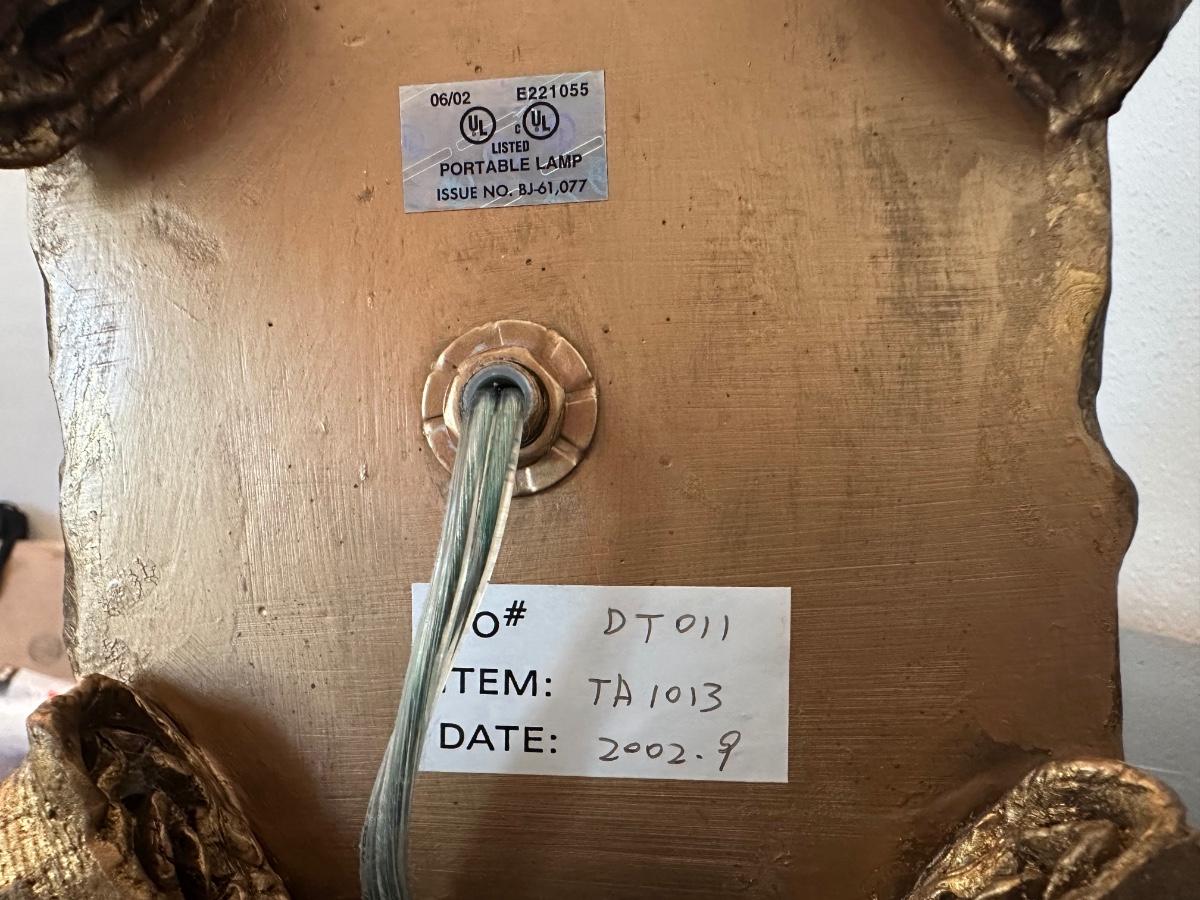 06/02 E221055
UL c UL
LISTED
PORTABLE LAMP
ISSUE NO. BJ-61,077
O# DT011
TEM: TA1013
DATE: 2002.9